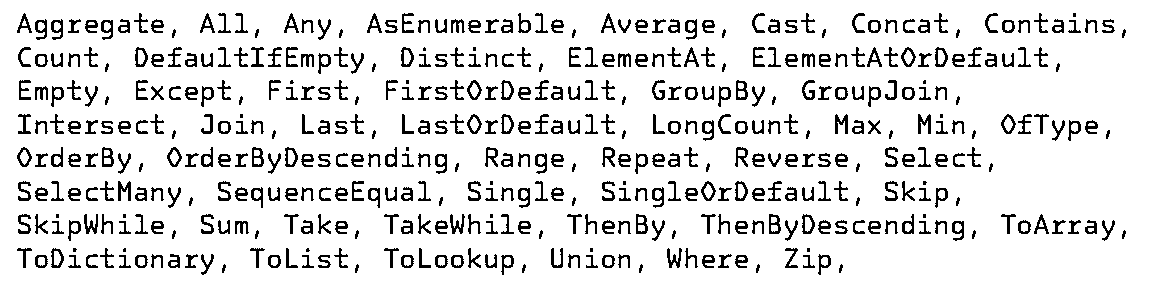 Aggregate, All, Any, AsEnumerable, Average, Cast, Concat, Contains,
Count, DefaultIfEmpty, Distinct, ElementAt, ElementAtOrDefault,
Empty, Except, First, FirstOrDefault, GroupBy, GroupJoin,
Intersect, Join, Last, LastOrDefault, LongCount, Max, Min, OfType,
OrderBy, OrderByDescending, Range, Repeat, Reverse, Select,
SelectMany, SequenceEqual, Single, SingleOrDefault, Skip,
SkipWhile, Sum, Take, TakeWhile, ThenBy, ThenByDescending, ToArray,
ToDictionary, ToList, ToLookup, Union, Where, Zip,